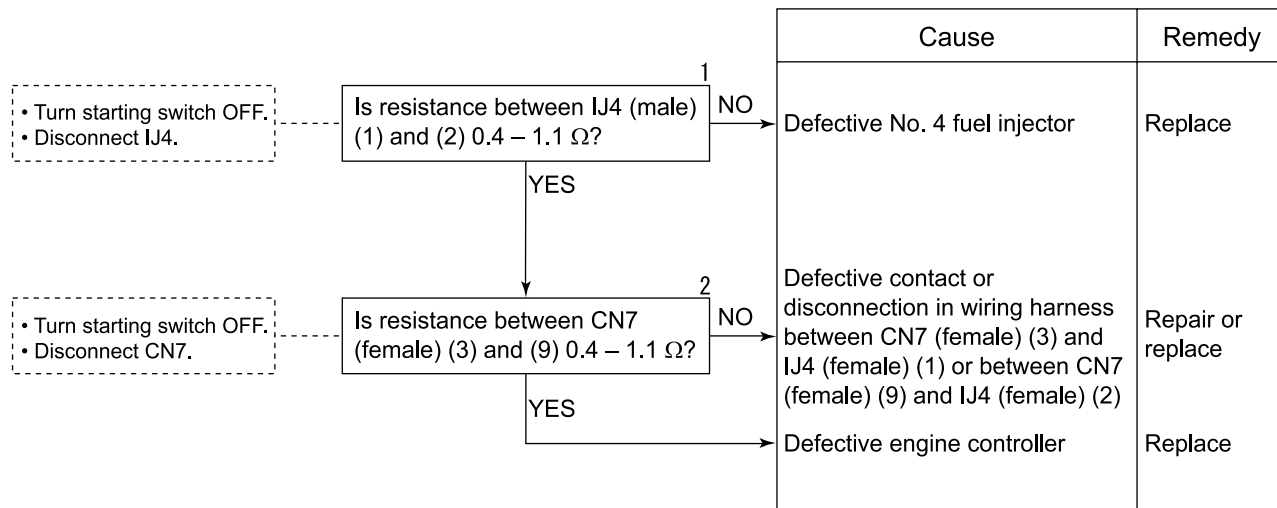 Cause
Remedy
• Turn starting switch OFF.
• Disconnect IJ4.
1
Is resistance between IJ4 (male)
(1) and (2) 0.4 – 1.1 Ω?
NO
Defective No. 4 fuel injector
Replace
YES
• Turn starting switch OFF.
• Disconnect CN7.
2
Is resistance between CN7
(female) (3) and (9) 0.4 – 1.1 Ω?
NO
Defective contact or
disconnection in wiring harness
between CN7 (female) (3) and
IJ4 (female) (1) or between CN7
(female) (9) and IJ4 (female) (2)
Repair or
replace
YES
Defective engine controller
Replace